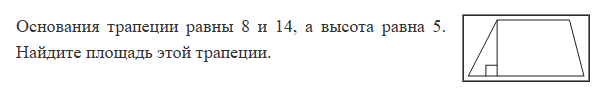 Основания трапеции равны 8 и 14, а высота равна 5.
Найдите площадь этой трапеции.